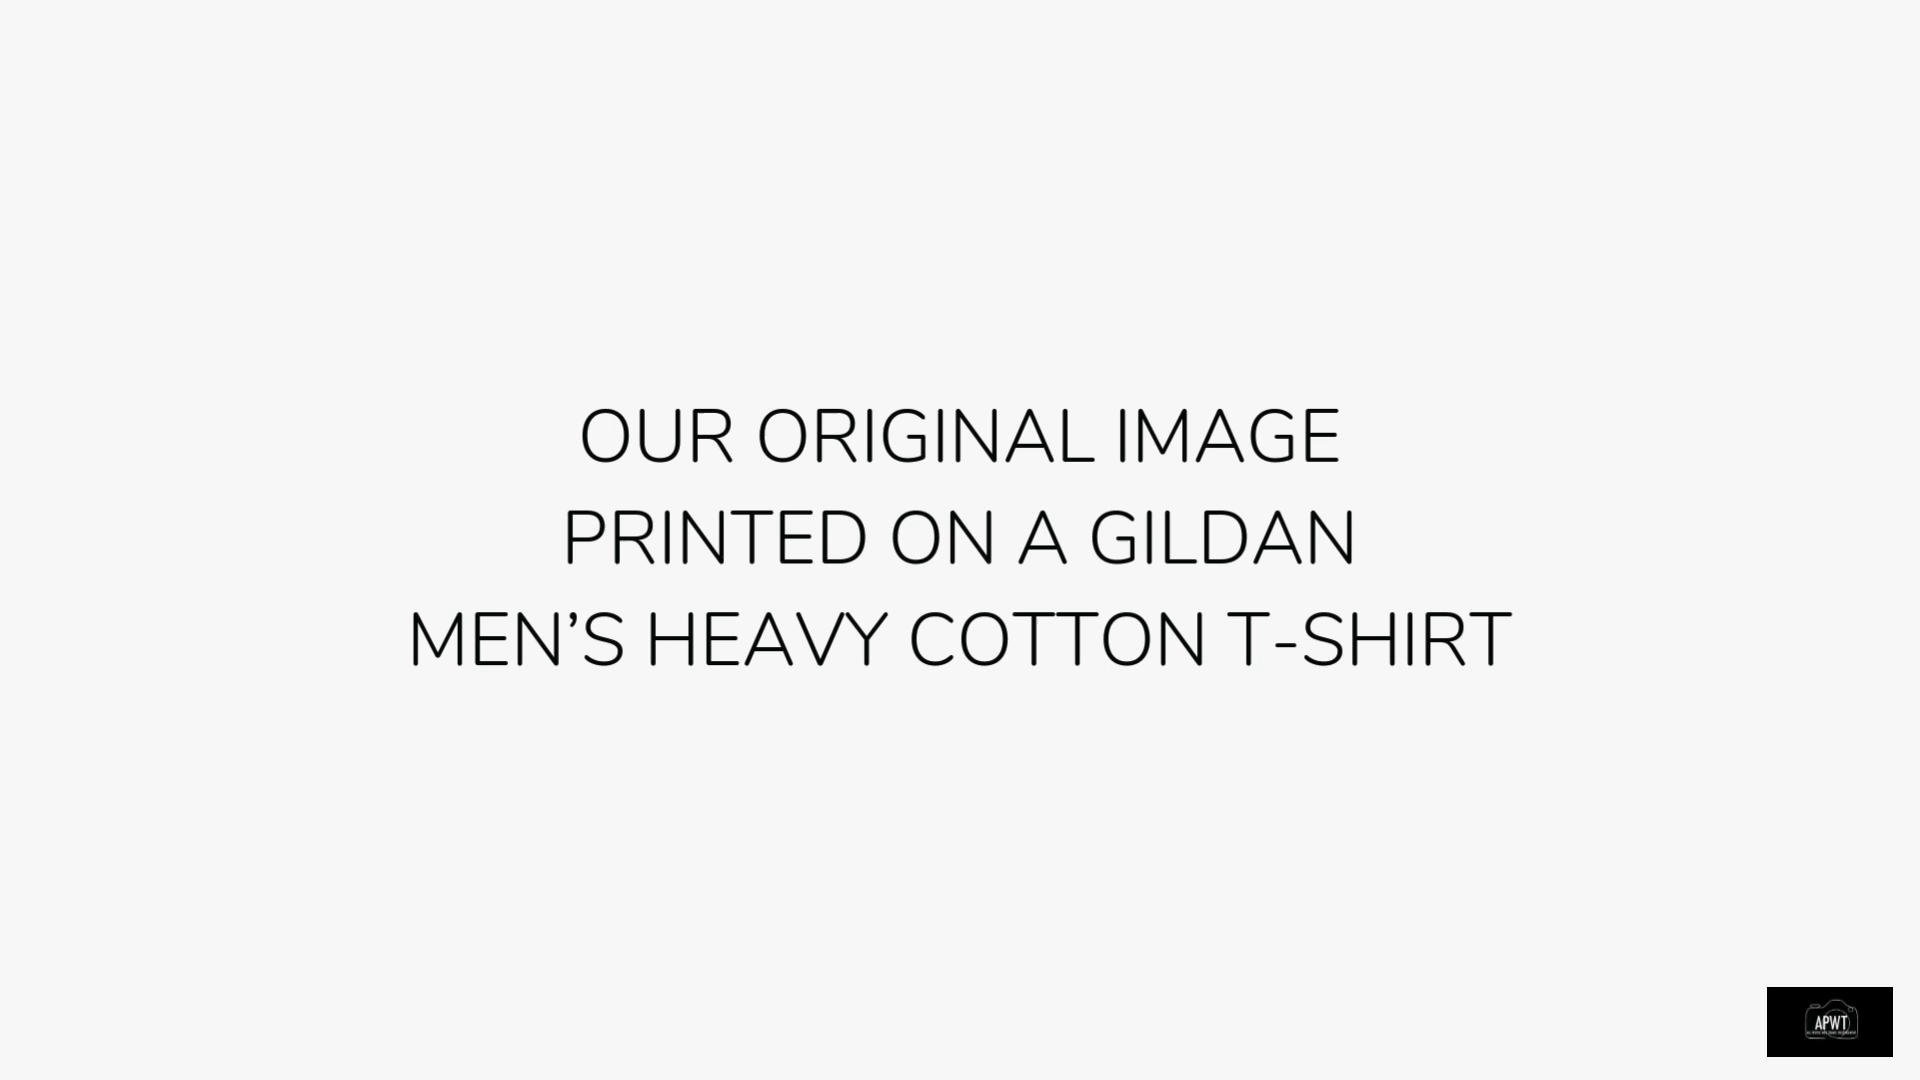 OUR ORIGINAL IMAGE
PRINTED ON A GILDAN
MEN’S HEAVY COTTON T-SHIRT
APWT